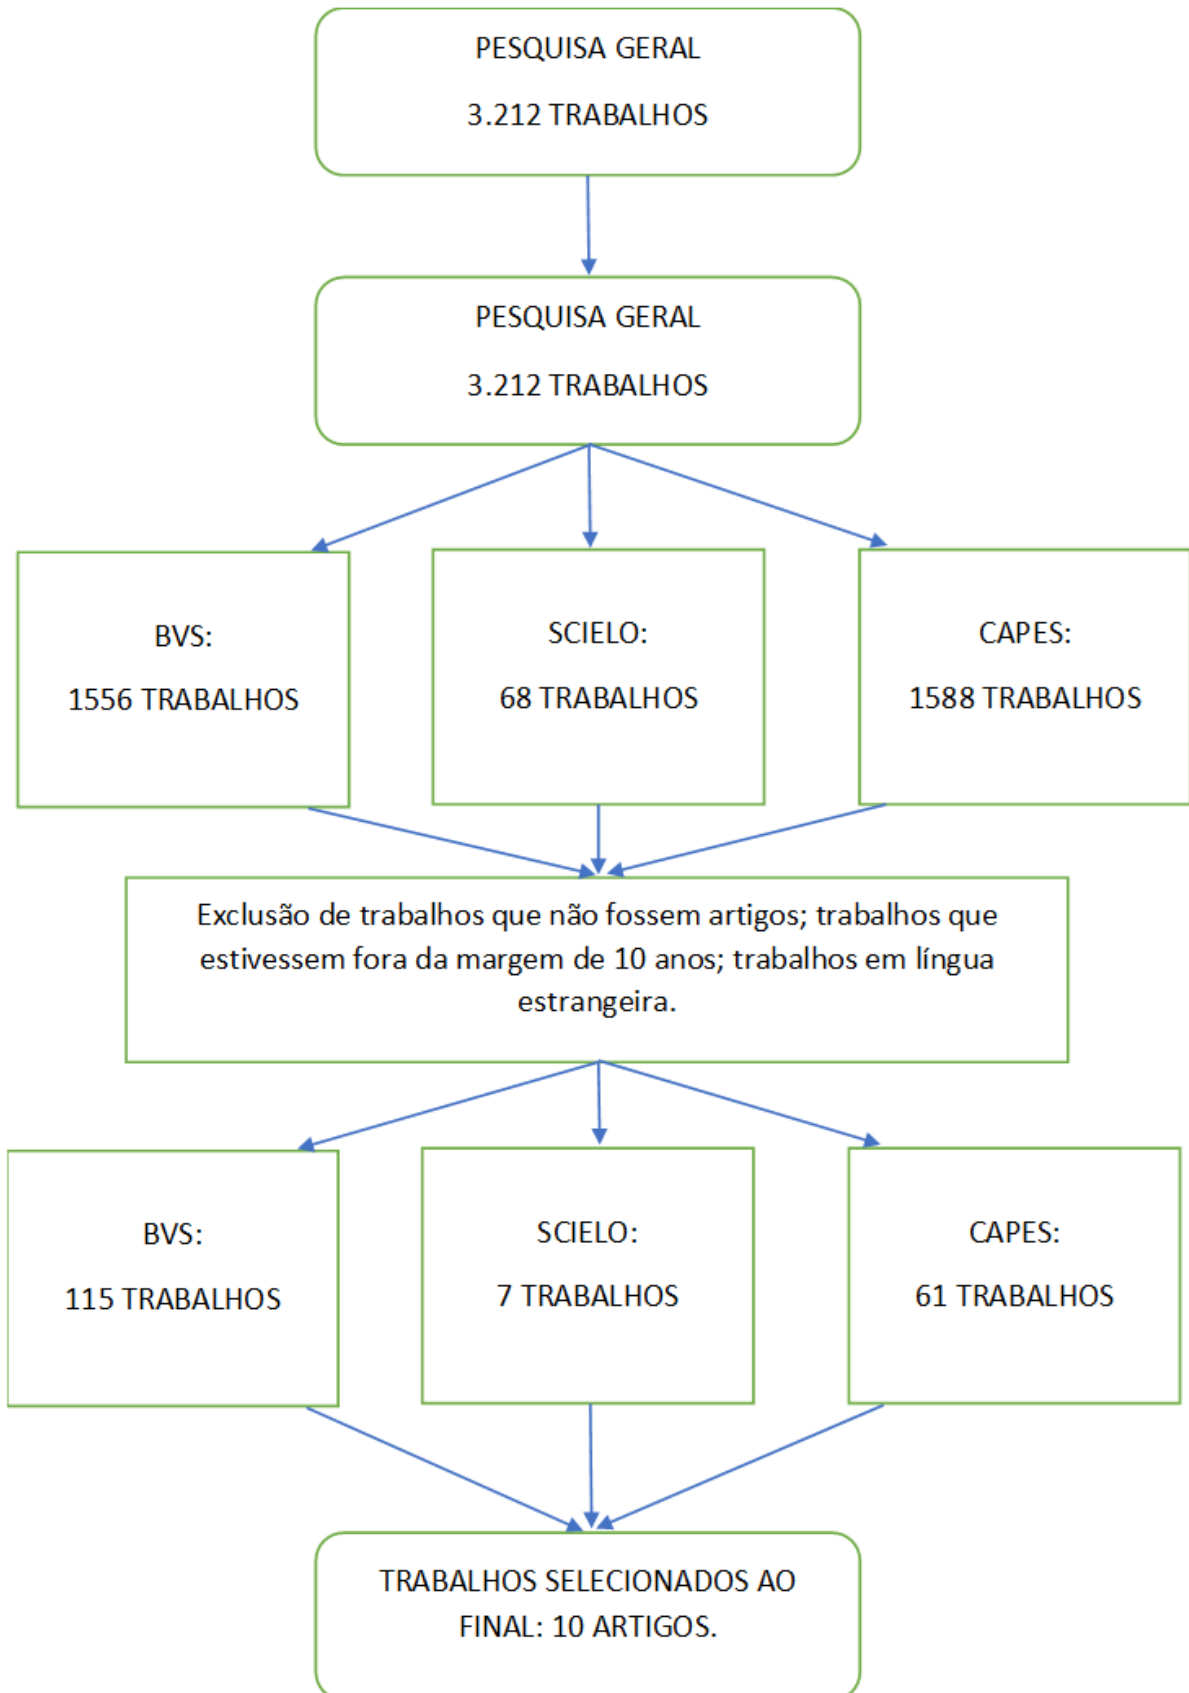 PESQUISA GERAL
3.212 TRABALHOS
PESQUISA GERAL
3.212 TRABALHOS
BVS:
1556 TRABALHOS
SCIELO:
68 TRABALHOS
CAPES:
1588 TRABALHOS
Exclusão de trabalhos que não fossem artigos; trabalhos que
estivessem fora da margem de 10 anos; trabalhos em língua
estrangeira.
BVS:
115 TRABALHOS
SCIELO:
7 TRABALHOS
CAPES:
61 TRABALHOS
TRABALHOS SELECIONADOS AO
FINAL: 10 ARTIGOS.